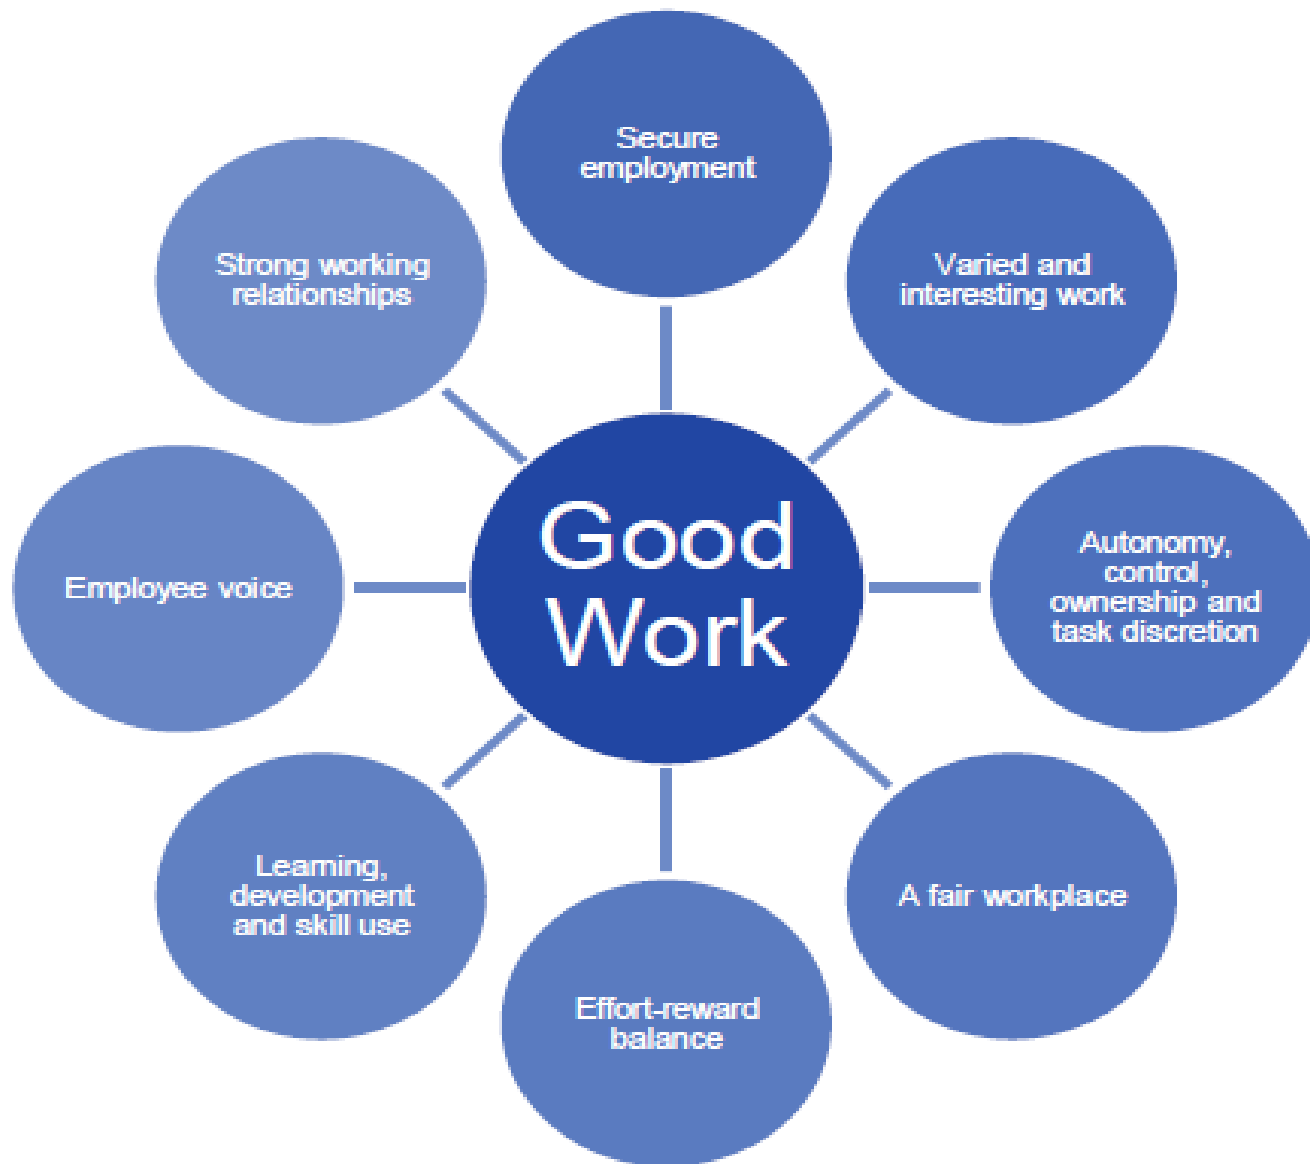 Secure
employment
Varied and
interesting work
Autonomy,
control,
ownership and
task discretion
A fair workplace
Effort-reward
balance
Learning,
development
and skill use
Employee voice
Strong working
relationships
Good
Work